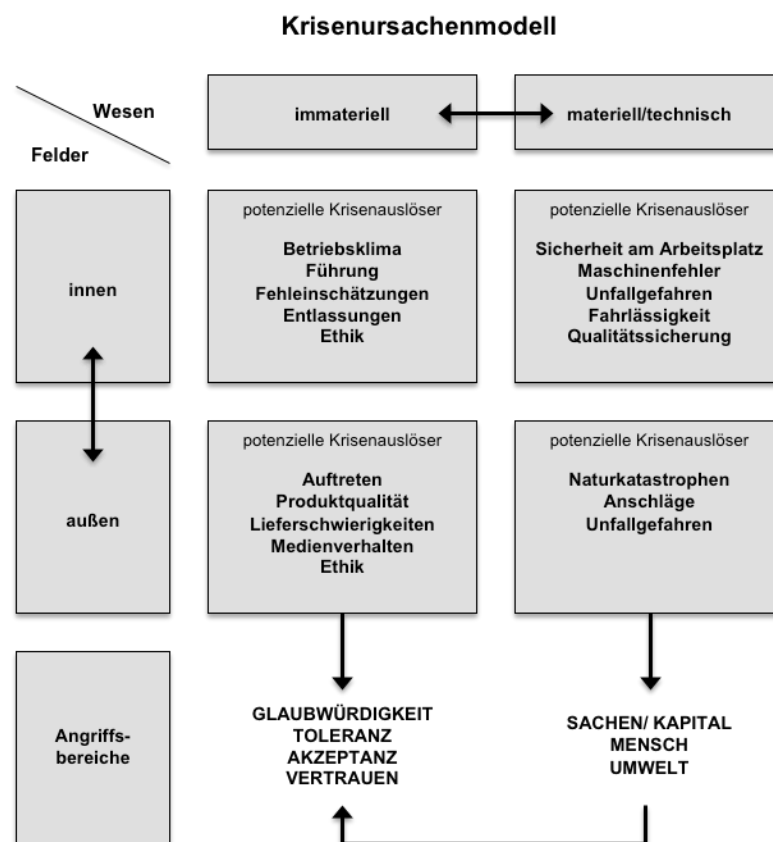 Krisenursachenmodell
Wesen
Felder
immateriell
materiell/technisch
innen
potenzielle Krisenauslöser
Betriebsklima
Führung
Fehleinschätzungen
Entlassungen
Ethik
potenzielle Krisenauslöser
Sicherheit am Arbeitsplatz
Maschinenfehler
Unfallgefahren
Fahrlässigkeit
Qualitätssicherung
außen
potenzielle Krisenauslöser
Auftreten
Produktqualität
Lieferschwierigkeiten
Medienverhalten
Ethik
potenzielle Krisenauslöser
Naturkatastrophen
Anschläge
Unfallgefahren
Angriffs-
bereiche
GLAUBWÜRDIGKEIT
TOLERANZ
AKZEPTANZ
VERTRAUEN
SACHEN/ KAPITAL
MENSCH
UMWELT